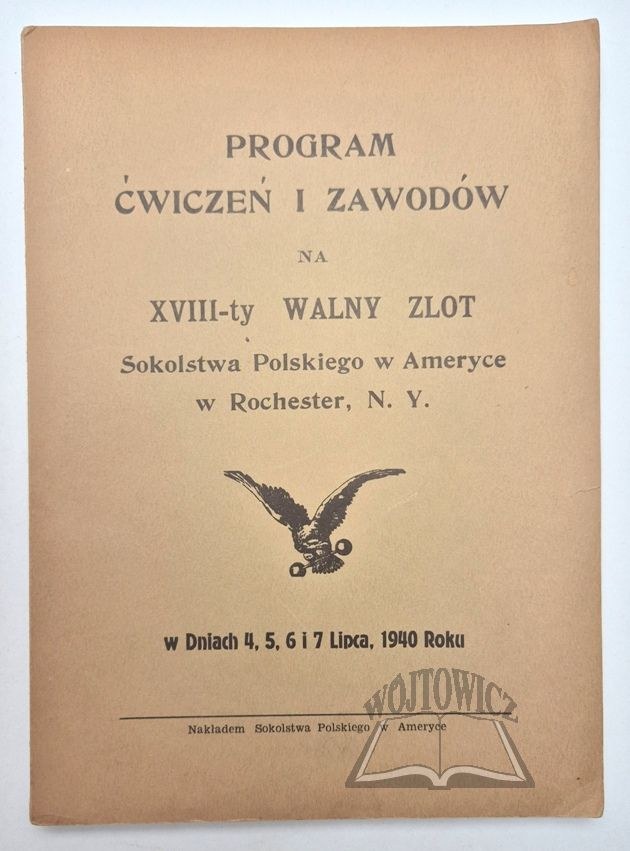 PROGRAM
ĆWICZEŃ I ZAWODÓW
NA
XVIII-ty WALNY ZLOT
Sokolstwa Polskiego w Ameryce
w Rochester, N. Y.
w Dniach 4, 5, 6 i 7 Lipca, 1940 Roku
Nakładem Sokolstwa Polskiego w Ameryce
WÓJTOWICZ